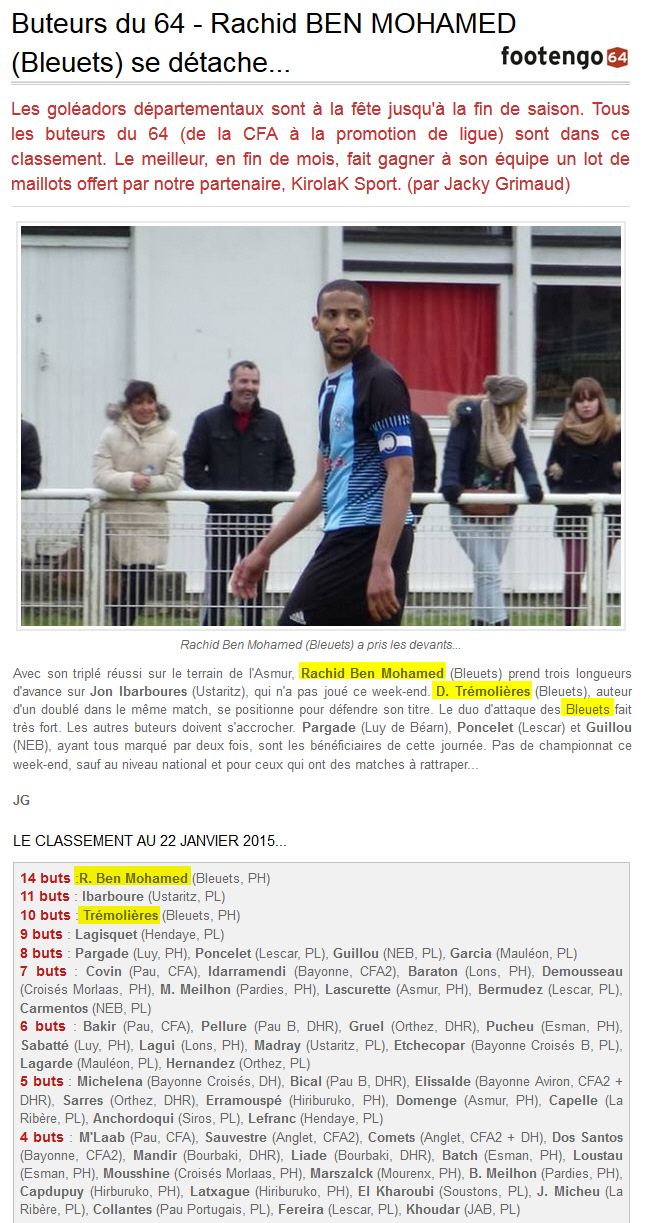 Buteurs du 64 - Rachid BEN MOHAMED
(Bleuets) se détache...
footengo 64
Les goléadors départementaux sont à la fête jusqu'à la fin de saison. Tous
les buteurs du 64 (de la CFA à la promotion de ligue) sont dans ce
classement. Le meilleur, en fin de mois, fait gagner à son équipe un lot de
maillots offert par notre partenaire, KirolaK Sport. (par Jacky Grimaud)
Rachid Ben Mohamed (Bleuets) a pris les devants...
Avec son triplé réussi sur le terrain de l'Asmur, Rachid Ben Mohamed (Bleuets) prend trois longueurs
d'avance sur Jon Ibarboures (Ustaritz), qui n'a pas joué ce week-end. D. Trémolières (Bleuets), auteur
d'un doublé dans le même match, se positionne pour défendre son titre. Le duo d'attaque des Bleuets fait
très fort. Les autres buteurs doivent s'accrocher. Pargade (Luy de Béarn), Poncelet (Lescar) et Guillou
(NEB), ayant tous marqué par deux fois, sont les bénéficiaires de cette journée. Pas de championnat ce
week-end, sauf au niveau national et pour ceux qui ont des matches à rattraper...
JG
LE CLASSEMENT AU 22 JANVIER 2015...
14 buts : R. Ben Mohamed (Bleuets, PH)
11 buts : Ibarboure (Ustaritz, PL)
10 buts : Trémolières (Bleuets, PH)
9 buts : Lagisquet (Hendaye, PL)
8 buts : Pargade (Luy, PH), Poncelet (Lescar, PL), Guillou (NEB, PL), Garcia (Mauléon, PL)
7 buts : Covin (Pau, CFA), Idarramendi (Bayonne, CFA2), Baraton (Lons, PH), Demousseau
(Croisés Morlaas, PH), M. Meilhon (Pardies, PH), Lascurette (Asmur, PH), Bermudez (Lescar, PL),
Carmentos (NEB, PL)
6 buts : Bakir (Pau, CFA), Pellure (Pau B, DHR), Gruel (Orthez, DHR), Pucheu (Esman, PH),
Sabatté (Luy, PH), Lagui (Lons, PH), Madray (Ustaritz, PL), Etchecopar (Bayonne Croisés B, PL),
Lagarde (Mauléon, PL), Hernandez (Orthez, PL)
5 buts : Michelena (Bayonne Croisés, DH), Bical (Pau B, DHR), Elissalde (Bayonne Aviron, CFA2 +
DHR), Sarres (Orthez, DHR), Erramouspé (Hiriburuko, PH), Domenge (Asmur, PH), Capelle (La
Ribère, PL), Anchordoqui (Siros, PL), Lefranc (Hendaye, PL)
4 buts : M'Laab (Pau, CFA), Sauvestre (Anglet, CFA2), Comets (Anglet, CFA2 + DH), Dos Santos
(Bayonne, CFA2), Mandir (Bourbaki, DHR), Liade (Bourbaki, DHR), Batch (Esman, PH), Loustau
(Esman, PH), Mousshine (Croisés Morlaas, PH), Marszalck (Mourenx, PH), B. Meilhon (Pardies, PH),
Capdupuy (Hirburuko, PH), Latxague (Hiriburuko, PH), El Kharoubi (Soustons, PL), J. Micheu (La
Ribère, PL), Collantes (Pau Portugais, PL), Fereira (Lescar, PL), Khoudar (JAB, PL)